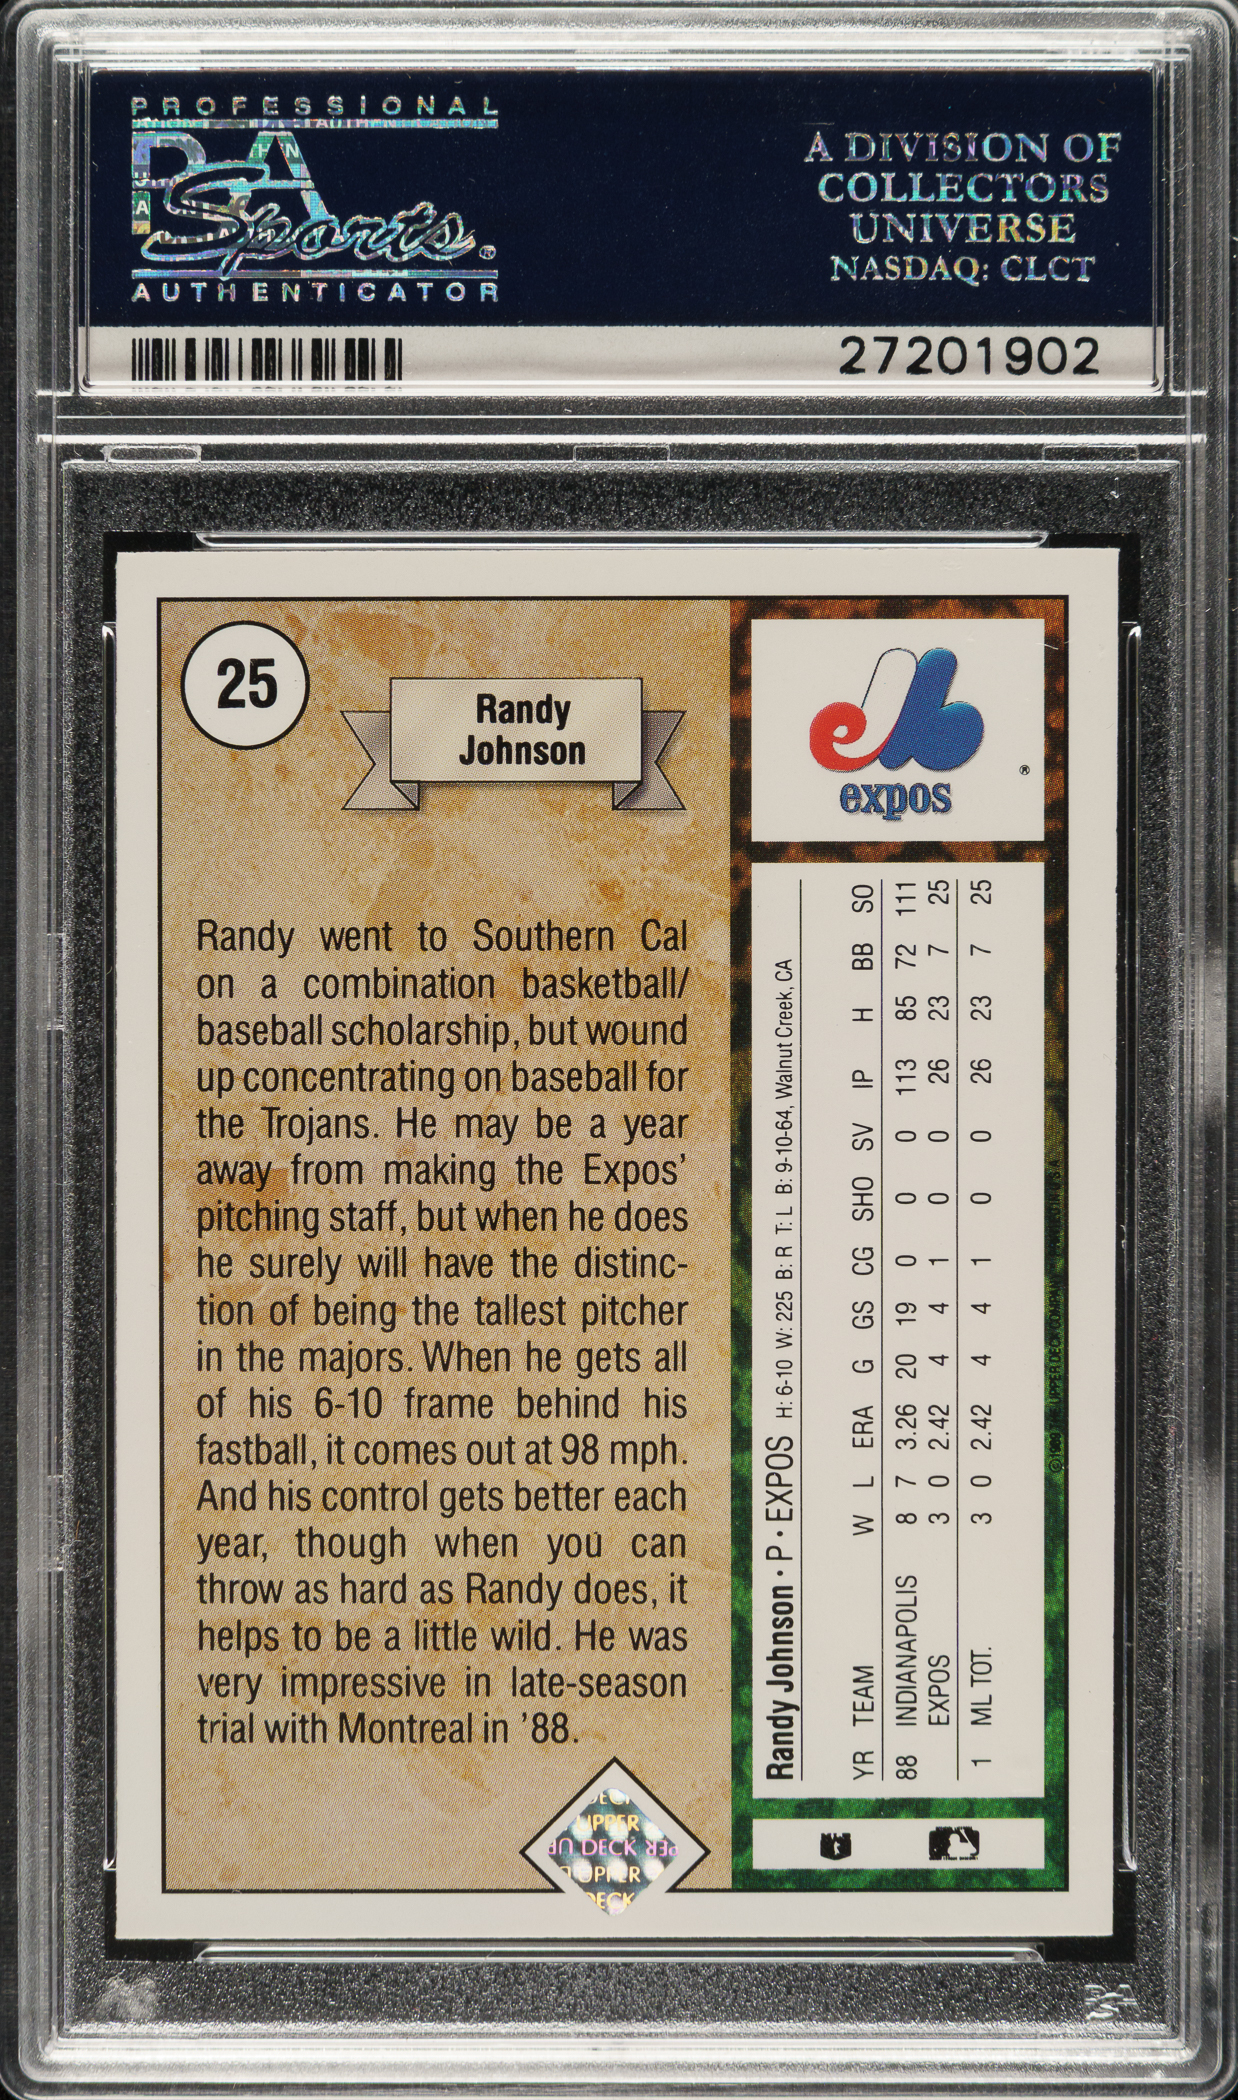 PROFESSIONAL
PSA
Sports®
AUTHENTICATOR
A DIVISION OF
COLLECTORS
UNIVERSE
NASDAQ: CLCT
27201902
25
Randy
Johnson
Randy went to Southern Cal
on a combination basketball/
baseball scholarship, but wound
up concentrating on baseball for
the Trojans. He may be a year
away from making the Expos'
pitching staff, but when he does
he surely will have the distinc-
tion of being the tallest pitcher
in the majors. When he gets all
of his 6-10 frame behind his
fastball, it comes out at 98 mph.
And his control gets better each
year, though when you can
throw as hard as Randy does, it
helps to be a little wild. He was
very impressive in late-season
trial with Montreal in '88.
expos
®
Randy Johnson • P • EXPOS H: 6-10 W: 225 B: R T: L B: 9-10-64, Walnut Creek, CA
YR TEAM W L ERA G GS CG SHO SV IP H BB SO
88 INDIANAPOLIS 8 7 3.26 20 19 0 0 0 113 85 72 111
EXPOS 3 0 2.42 4 4 1 0 0 26 23 7 25
1 ML TOT. 3 0 2.42 4 4 1 0 0 26 23 7 25
©1989 UPPER DECK COMPANY
UPPER
UPPER DECK UPPER
UPPER
DECK